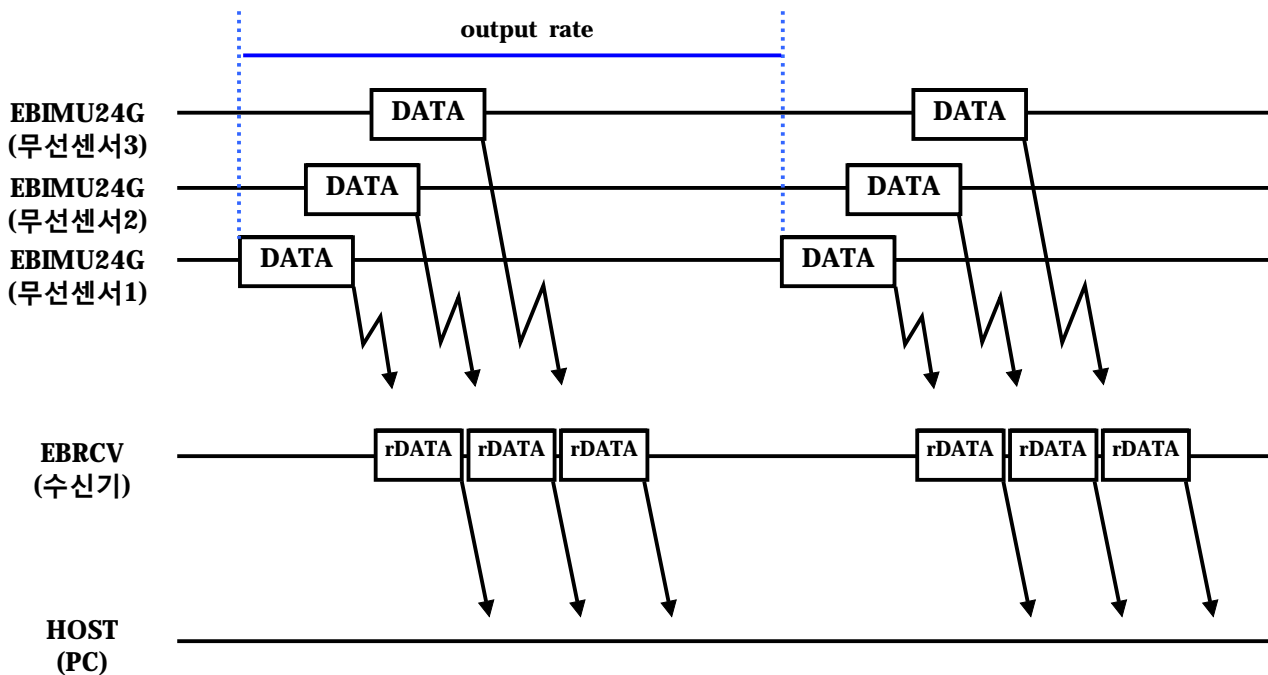 output rate
EBIMU24G
(무선센서3)
DATA
DATA
EBIMU24G
(무선센서2)
DATA
DATA
EBIMU24G
(무선센서1)
DATA
DATA
EBRCV
(수신기)
rDATA
rDATA
rDATA
rDATA
rDATA
rDATA
HOST
(PC)